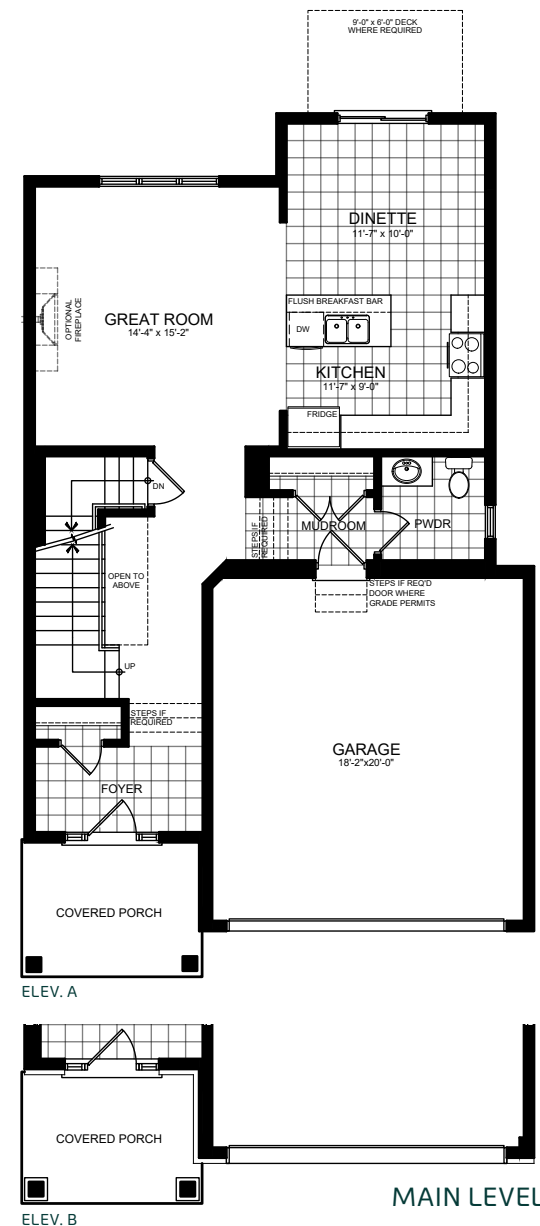 9'-0" x 6'-0" DECK
WHERE REQUIRED
DINETTE
11'-7" x 10'-0"
GREAT ROOM
14'-4" x 15'-2"
OPTIONAL
FIREPLACE
FLUSH BREAKFAST BAR
DW
KITCHEN
11'-7" x 9'-0"
FRIDGE
DN
STEPS IF
REQUIRED
MUDROOM
PWDR
OPEN TO
ABOVE
STEPS IF REQ'D
DOOR WHERE
GRADE PERMITS
UP
STEPS IF
REQUIRED
GARAGE
18'-2"x20'-0"
FOYER
COVERED PORCH
ELEV. A
COVERED PORCH
MAIN LEVEL
ELEV. B